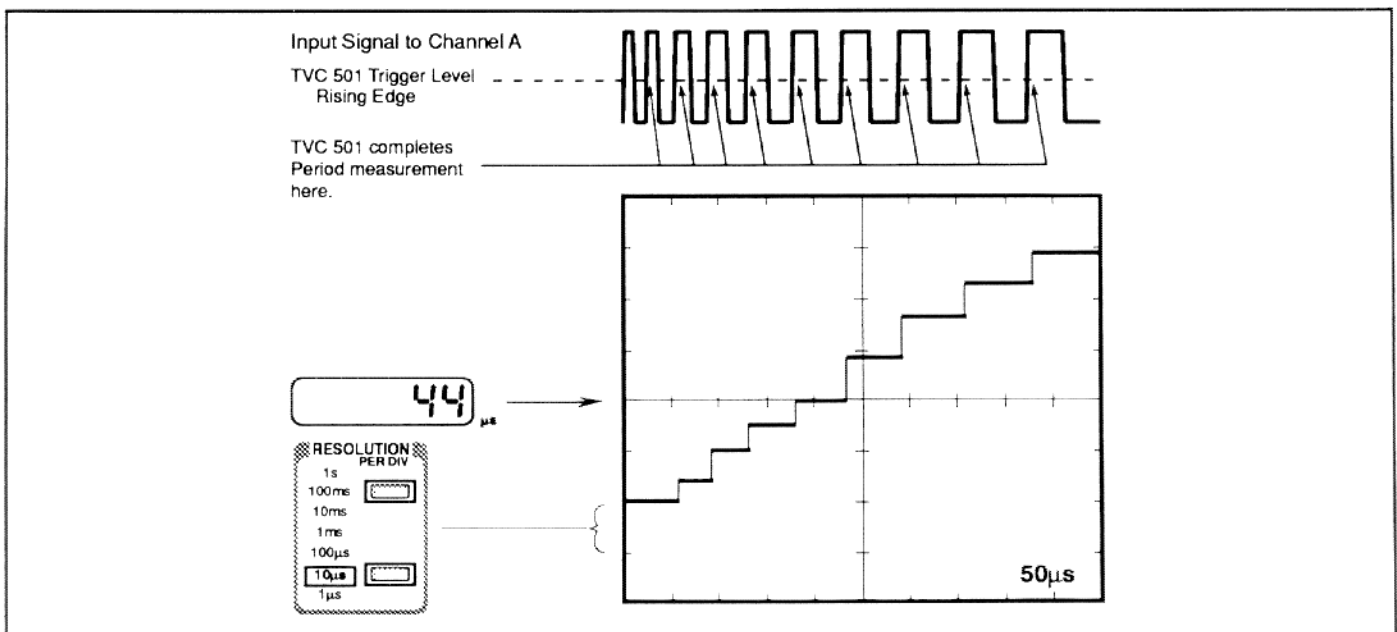 Input Signal to Channel A
TVC 501 Trigger Level
Rising Edge
TVC 501 completes
Period measurement
here.
44
µs
RESOLUTION
PER DIV
1s
100ms
10ms
1ms
100µs
10µs
1µs
50µs